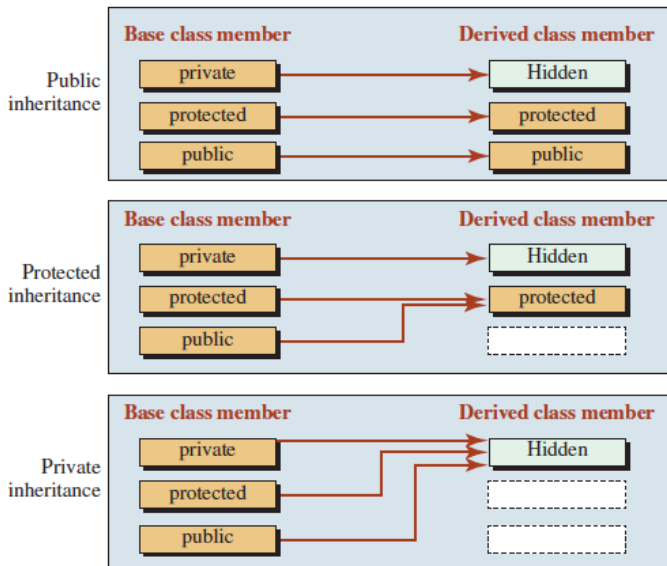 Base class member Derived class member
Public
inheritance
private Hidden
protected protected
public public
Base class member Derived class member
Protected
inheritance
private Hidden
protected protected
public
Base class member Derived class member
Private
inheritance
private Hidden
protected
public